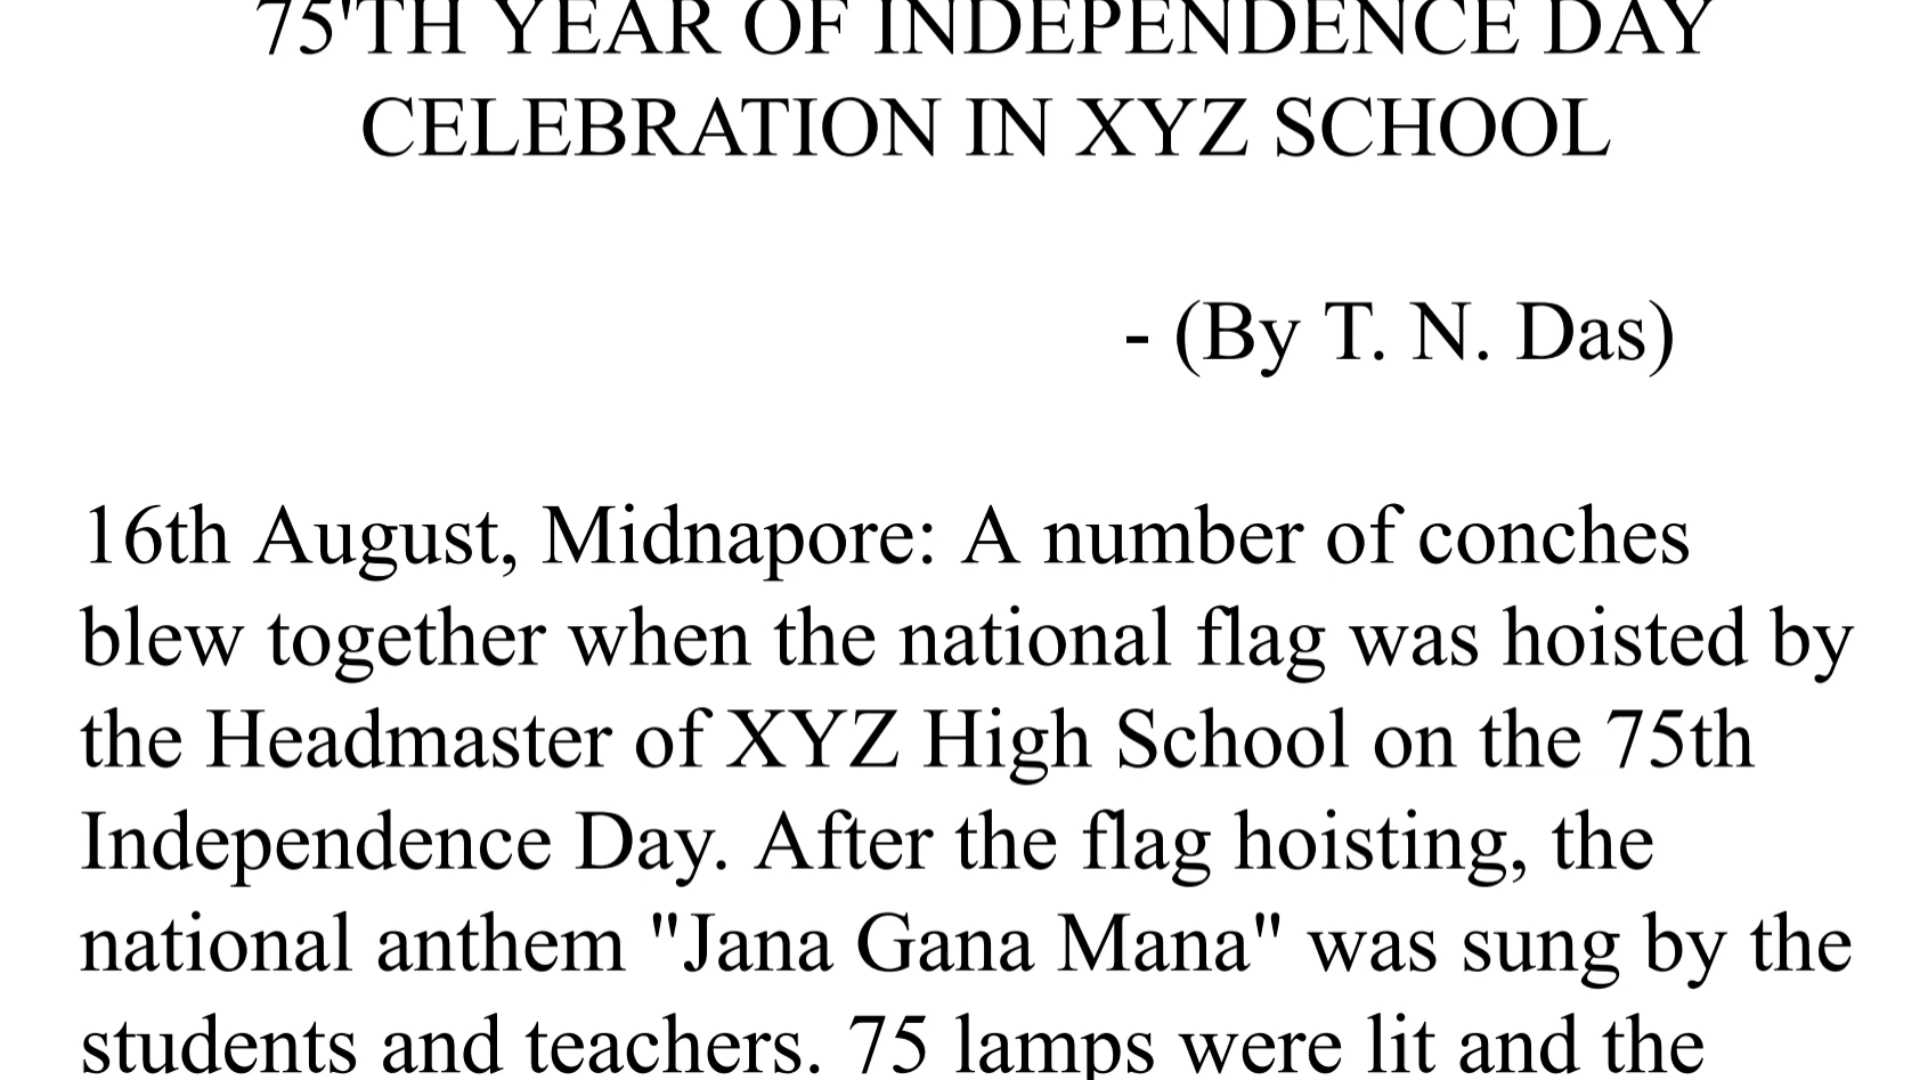 75'TH YEAR OF INDEPENDENCE DAY
CELEBRATION IN XYZ SCHOOL
- (By T. N. Das)
16th August, Midnapore: A number of conches
blew together when the national flag was hoisted by
the Headmaster of XYZ High School on the 75th
Independence Day. After the flag hoisting, the
national anthem "Jana Gana Mana" was sung by the
students and teachers. 75 lamps were lit and the